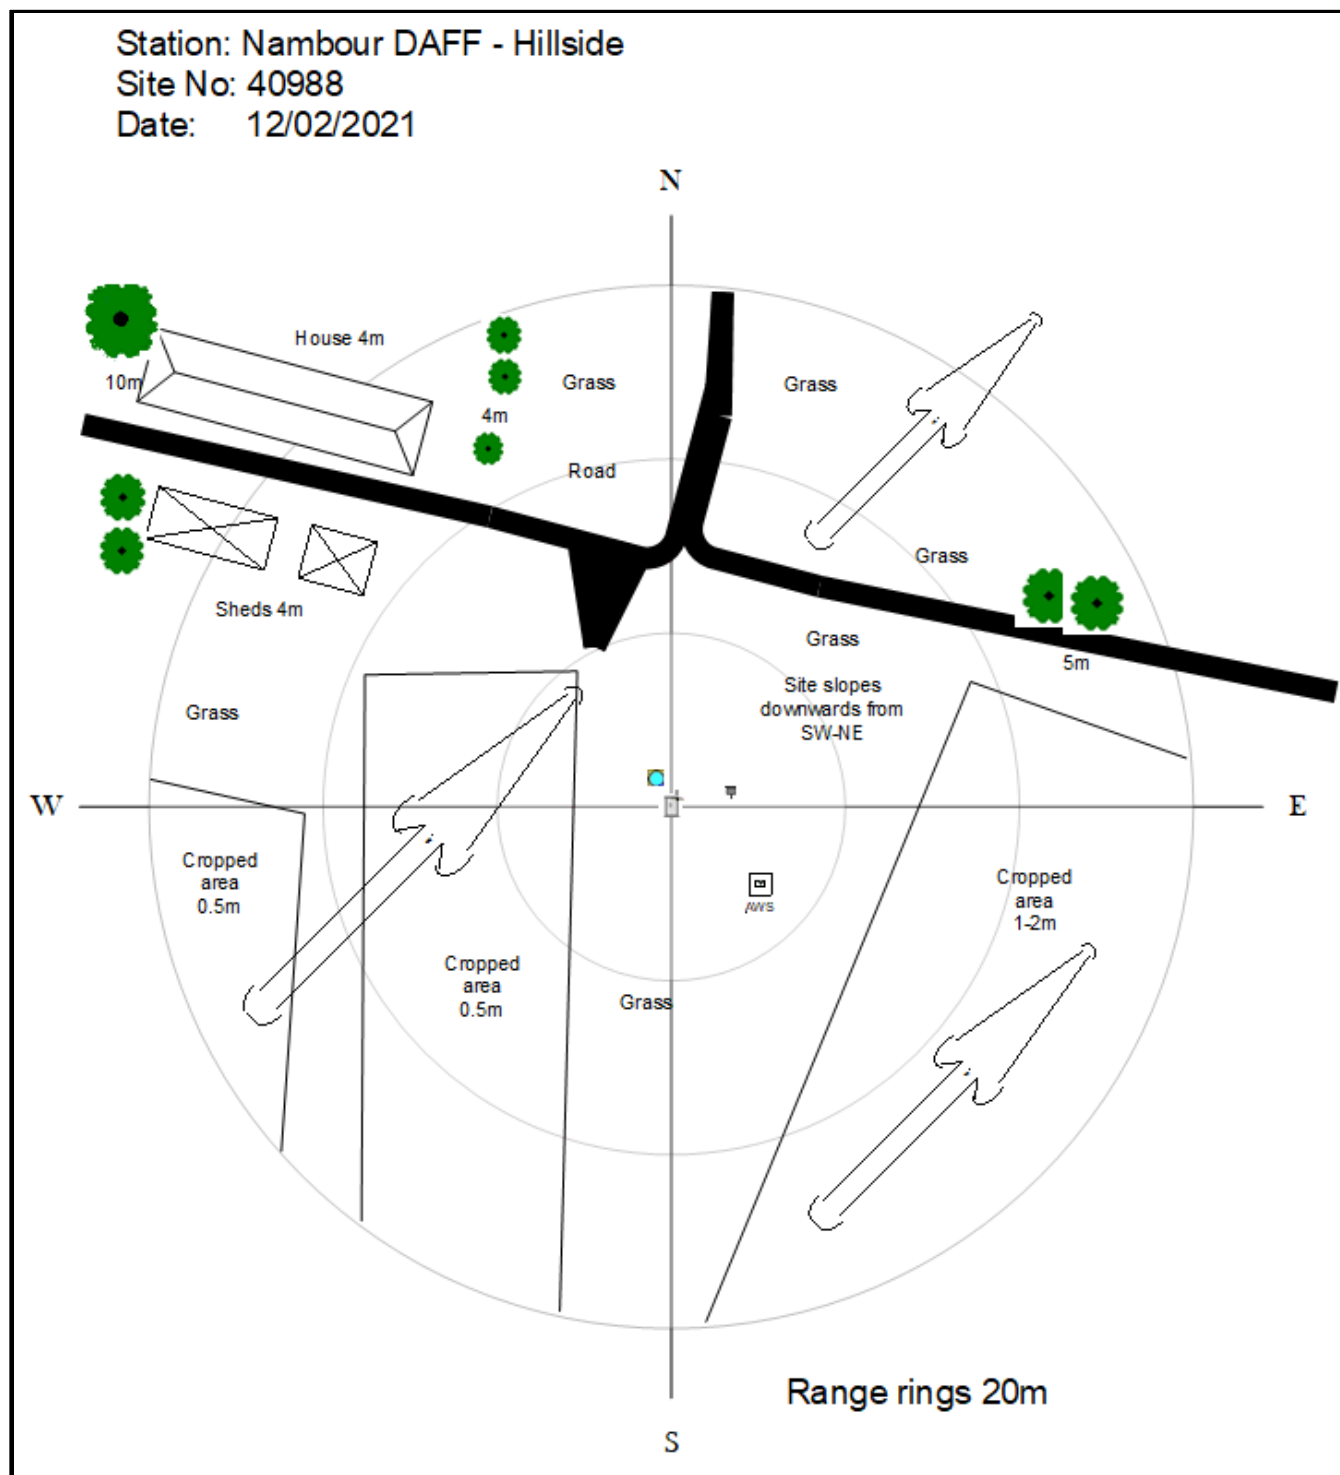 Station: Nambour DAFF - Hillside
Site No: 40988
Date: 12/02/2021
N
House 4m
10m
4m
Grass
Grass
Road
Grass
Sheds 4m
Grass
5m
Site slopes
downwards from
SW-NE
Grass
W
E
Cropped
area
0.5m
Cropped
area
1-2m
AWS
Cropped
area
0.5m
Grass
Range rings 20m
S